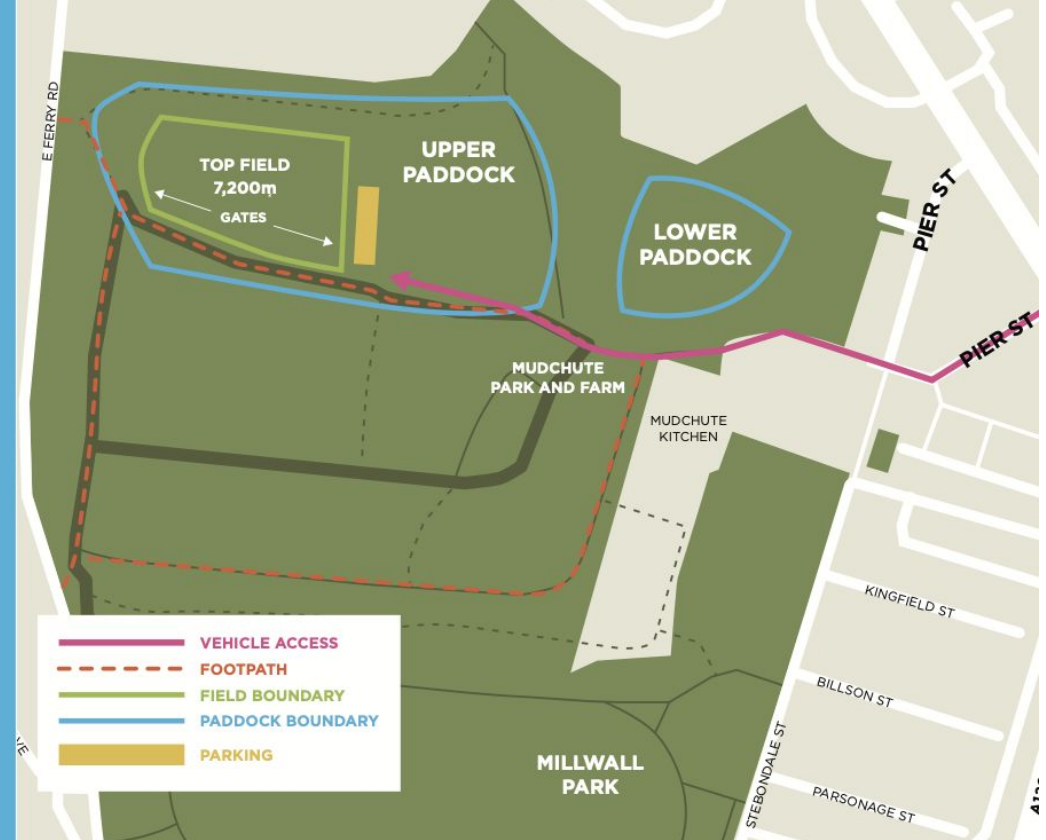 E FERRY RD
TOP FIELD
7,200m
GATES
UPPER
PADDOCK
LOWER
PADDOCK
PIER ST
PIER ST
MUDCHUTE
PARK AND FARM
MUDCHUTE
KITCHEN
KINGFIELD ST
BILLSON ST
PARSONAGE ST
STEBONDALE ST
MILLWALL
PARK
VEHICLE ACCESS
FOOTPATH
FIELD BOUNDARY
PADDOCK BOUNDARY
PARKING